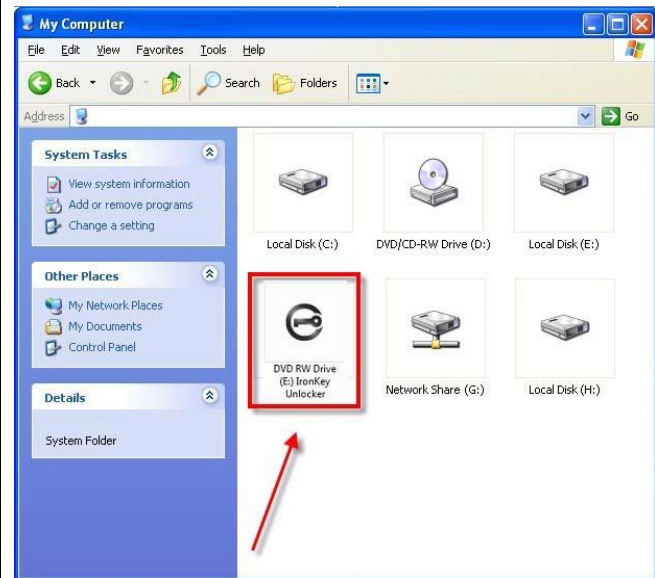 My Computer
File Edit View Favorites Tools Help
Back Search Folders
Address Go
System Tasks
View system information
Add or remove programs
Change a setting
Other Places
My Network Places
My Documents
Control Panel
Details
System Folder
Local Disk (C:) DVD/CD-RW Drive (D:) Local Disk (E:)
DVD RW Drive
(E:) IronKey
Unlocker
Network Share (G:) Local Disk (H:)